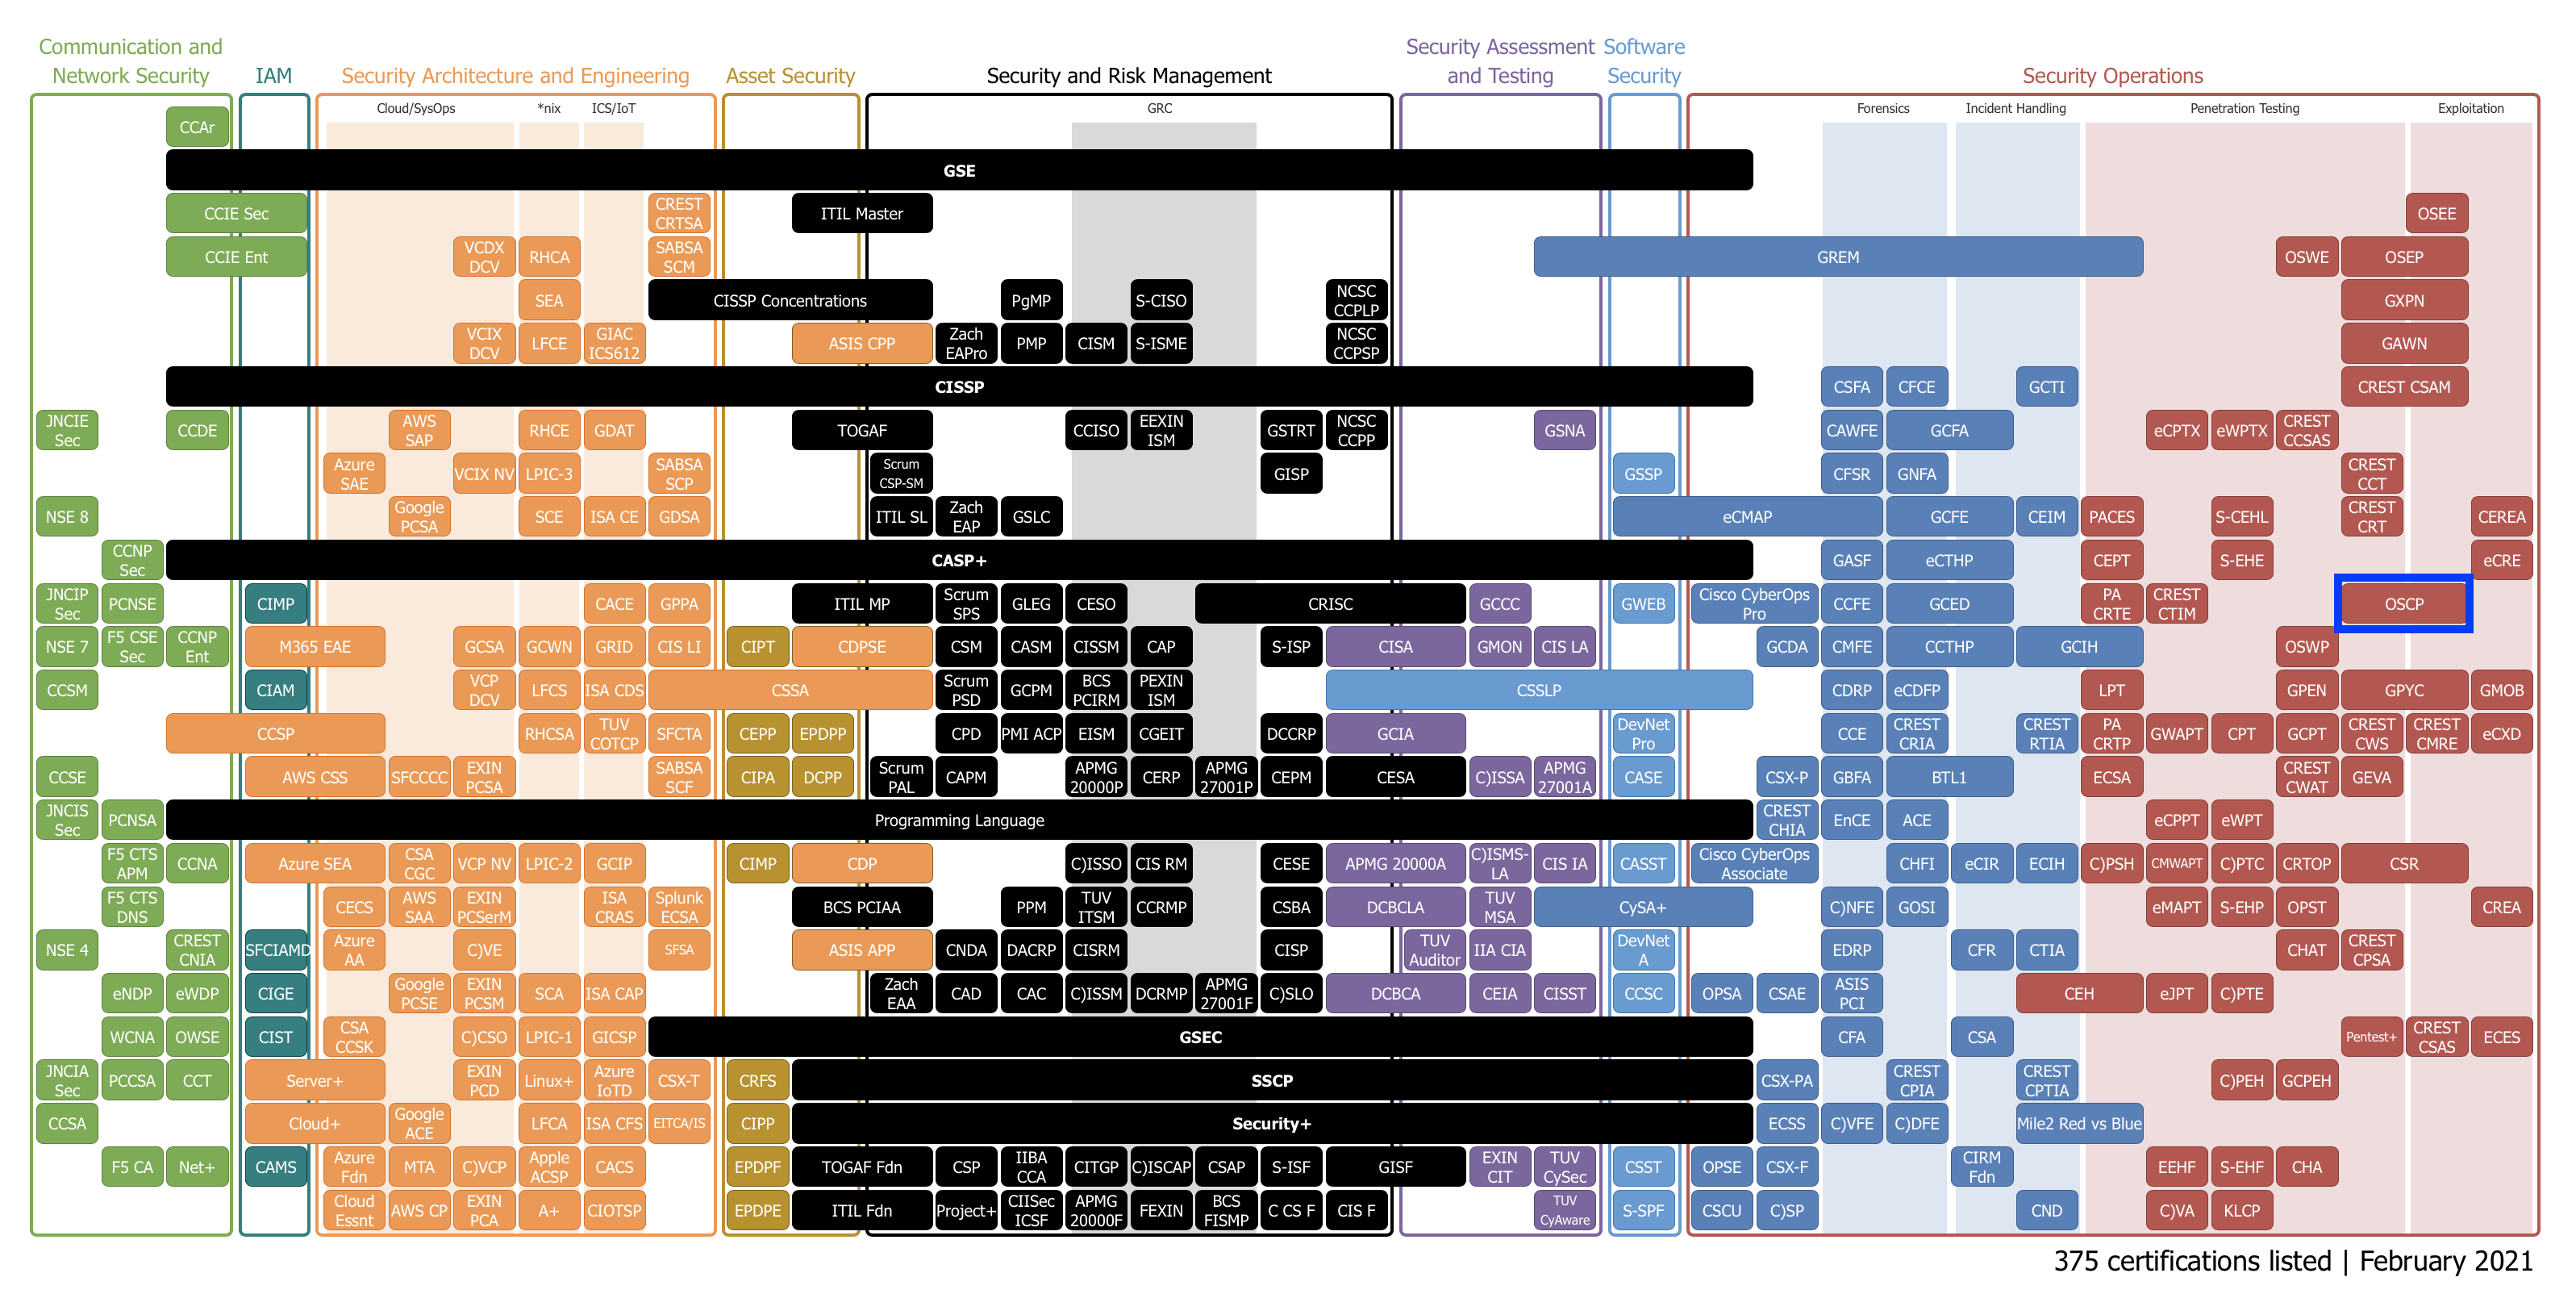 Communication and
Network Security
IAM
Security Architecture and Engineering
Asset Security
Security and Risk Management
Security Assessment
and Testing
Software
Security
Security Operations
Cloud/SysOps
*nix
ICS/IoT
GRC
Forensics
Incident Handling
Penetration Testing
Exploitation
CCAr
GSE
CCIE Sec
CREST
CRTSA
ITIL Master
OSEE
CCIE Ent
VCDX
DCV
RHCA
SABSA
SCM
GREM
OSWE
OSEP
SEA
CISSP Concentrations
PgMP
S-CISO
NCSC
CCPLP
GXPN
VCIX
DCV
LFCE
GIAC
ICS612
ASIS CPP
Zach
EAPro
PMP
CISM
S-ISME
NCSC
CCPSP
GAWN
CISSP
CSFA
CFCE
GCTI
CREST CSAM
JNCIE
Sec
CCDE
AWS
SAP
RHCE
GDAT
TOGAF
CCISO
EEXIN
ISM
GSTRT
NCSC
CCPP
GSNA
CAWFE
GCFA
eCPTX
eWPTX
CREST
CCSAS
Azure
SAE
VCIX NV
LPIC-3
SABSA
SCP
Scrum
CSP-SM
GISP
GSSP
CFSR
GNFA
CREST
CCT
NSE 8
Google
PCSA
SCE
ISA CE
GDSA
ITIL SL
Zach
EAP
GSLC
eCMAP
GCFE
CEIM
PACES
S-CEHL
CREST
CRT
CEREA
CCNP
Sec
CASP+
GASF
eCTHP
CEPT
S-EHE
eCRE
JNCIP
Sec
PCNSE
CIMP
CACE
GPPA
ITIL MP
Scrum
SPS
GLEG
CESO
CRISC
GCCC
GWEB
Cisco CyberOps
Pro
CCFE
GCED
PA
CRTE
CREST
CTIM
OSCP
NSE 7
F5 CSE
Sec
CCNP
Ent
M365 EAE
GCSA
GCWN
GRID
CIS LI
CIPT
CDPSE
CSM
CASM
CISSM
CAP
S-ISP
CISA
GMON
CIS LA
GCDA
CMFE
CCTHP
GCIH
OSWP
CCSM
CIAM
VCP
DCV
LFCS
ISA CDS
CSSA
Scrum
PSD
GCPM
BCS
PCIRM
PEXIN
ISM
CSSLP
CDRP
eCDFP
LPT
GPEN
GPYC
GMOB
CCSP
RHCSA
TUV
COTCP
SFCTA
CEPP
EPDPP
CPD
PMI ACP
EISM
CGEIT
DCCRP
GCIA
DevNet
Pro
CCE
CREST
CRIA
CREST
RTIA
PA
CRTP
GWAPT
CPT
GCPT
CREST
CWS
CREST
CMRE
eCXD
CCSE
AWS CSS
SFCCCC
EXIN
PCSA
SABSA
SCF
CIPA
DCPP
Scrum
PAL
CAPM
APMG
20000P
CERP
APMG
27001P
CEPM
CESA
C)ISSA
APMG
27001A
CASE
CSX-P
GBFA
BTL1
ECSA
CREST
CWAT
GEVA
JNCIS
Sec
PCNSA
Programming Language
CREST
CHIA
EnCE
ACE
eCPPT
eWPT
F5 CTS
APM
CCNA
Azure SEA
CSA
CGC
VCP NV
LPIC-2
GCIP
CIMP
CDP
C)ISSO
CIS RM
CESE
APMG 20000A
C)ISMS-
LA
CIS IA
CASST
Cisco CyberOps
Associate
CHFI
eCIR
ECIH
C)PSH
CMWAPT
C)PTC
CRTOP
CSR
F5 CTS
DNS
CECS
AWS
SAA
EXIN
PCSerM
ISA
CRAS
Splunk
ECSA
BCS PCIAA
PPM
TUV
ITSM
CCRMP
CSBA
DCBCLA
TUV
MSA
CySA+
C)NFE
GOSI
eMAPT
S-EHP
OPST
CREA
NSE 4
CREST
CNIA
SFCIAMD
Azure
AA
C)VE
SFSA
ASIS APP
CNDA
DACRP
CISRM
CISP
TUV
Auditor
IIA CIA
DevNet
A
EDRP
CFR
CTIA
CHAT
CREST
CPSA
eNDP
eWDP
CIGE
Google
PCSE
EXIN
PCSM
SCA
ISA CAP
Zach
EAA
CAD
CAC
C)ISSM
DCRMP
APMG
27001F
C)SLO
DCBCA
CEIA
CISST
CCSC
OPSA
CSAE
ASIS
PCI
CEH
eJPT
C)PTE
WCNA
OWSE
CIST
CSA
CCSK
C)CSO
LPIC-1
GICSP
GSEC
CFA
CSA
Pentest+
CREST
CSAS
ECES
JNCIA
Sec
PCCSA
CCT
Server+
EXIN
PCD
Linux+
Azure
IoTD
CSX-T
CRFS
SSCP
CSX-PA
CREST
CPIA
CREST
CPTIA
C)PEH
GCPEH
CCSA
Cloud+
Google
ACE
LFCA
ISA CFS
EITCA/IS
CIPP
Security+
ECSS
C)VFE
C)DFE
Mile2 Red vs Blue
F5 CA
Net+
CAMS
Azure
Fdn
MTA
C)VCP
Apple
ACSP
CACS
EPDPF
TOGAF Fdn
CSP
IIBA
CCA
CITGP
C)ISCAP
CSAP
S-ISF
GISF
EXIN
CIT
TUV
CySec
CSST
OPSE
CSX-F
CIRM
Fdn
EEHF
S-EHF
CHA
Cloud
Essnt
AWS CP
EXIN
PCA
A+
CIOTSP
EPDPE
ITIL Fdn
Project+
CIISec
ICSF
APMG
20000F
FEXIN
BCS
FISMP
C CS F
CIS F
TUV
CyAware
S-SPF
CSCU
C)SP
CND
C)VA
KLCP
375 certifications listed | February 2021